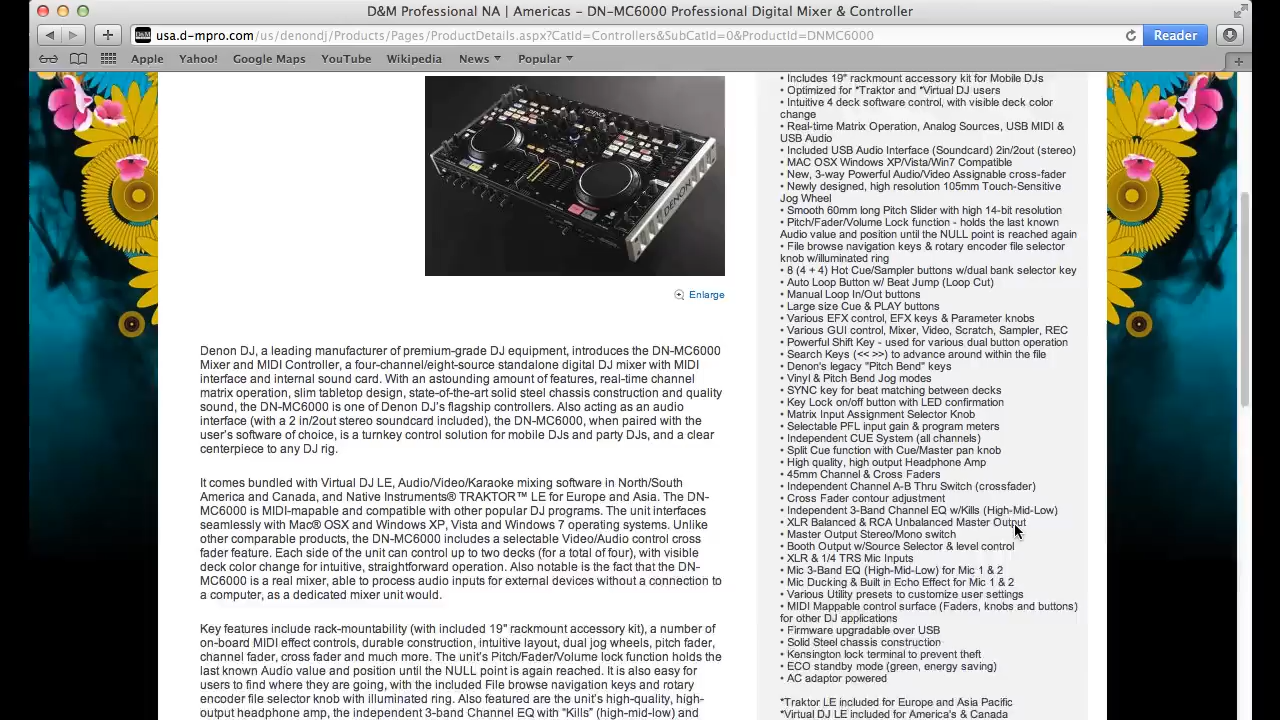 D&M Professional NA | Americas – DN-MC6000 Professional Digital Mixer & Controller
usa.d-mpro.com/us/denondj/Products/Pages/ProductDetails.aspx?CatId=Controllers&SubCatId=0&ProductId=DNMC6000
Reader
Apple Yahoo! Google Maps YouTube Wikipedia News Popular
DENON
Enlarge
Denon DJ, a leading manufacturer of premium-grade DJ equipment, introduces the DN-MC6000
Mixer and MIDI Controller, a four-channel/eight-source standalone digital DJ mixer with MIDI
interface and internal sound card. With an astounding amount of features, real-time channel
matrix operation, slim tabletop design, state-of-the-art solid steel chassis construction and quality
sound, the DN-MC6000 is one of Denon DJ's flagship controllers. Also acting as an audio
interface (with a 2 in/2out stereo soundcard included), the DN-MC6000, when paired with the
user's software of choice, is a turnkey control solution for mobile DJs and party DJs, and a clear
centerpiece to any DJ rig.
It comes bundled with Virtual DJ LE, Audio/Video/Karaoke mixing software in North/South
America and Canada, and Native Instruments® TRAKTOR™ LE for Europe and Asia. The DN-
MC6000 is MIDI-mapable and compatible with other popular DJ programs. The unit interfaces
seamlessly with Mac® OSX and Windows XP, Vista and Windows 7 operating systems. Unlike
other comparable products, the DN-MC6000 includes a selectable Video/Audio control cross
fader feature. Each side of the unit can control up to two decks (for a total of four), with visible
deck color change for intuitive, straightforward operation. Also notable is the fact that the DN-
MC6000 is a real mixer, able to process audio inputs for external devices without a connection to
a computer, as a dedicated mixer unit would.
Key features include rack-mountability (with included 19" rackmount accessory kit), a number of
on-board MIDI effect controls, durable construction, intuitive layout, dual jog wheels, pitch fader,
channel fader, cross fader and much more. The unit's Pitch/Fader/Volume lock function holds the
last known Audio value and position until the NULL point is again reached. It is also easy for
users to find where they are going, with the included File browse navigation keys and rotary
encoder file selector knob with illuminated ring. Also featured are the unit's high-quality, high-
output headphone amp, the independent 3-band Channel EQ with "Kills" (high-mid-low) and
• Includes 19" rackmount accessory kit for Mobile DJs
• Optimized for *Traktor and *Virtual DJ users
• Intuitive 4 deck software control, with visible deck color
change
• Real-time Matrix Operation, Analog Sources, USB MIDI &
USB Audio
• Included USB Audio Interface (Soundcard) 2in/2out (stereo)
• MAC OSX Windows XP/Vista/Win7 Compatible
• New, 3-way Powerful Audio/Video Assignable cross-fader
• Newly designed, high resolution 105mm Touch-Sensitive
Jog Wheel
• Smooth 60mm long Pitch Slider with high 14-bit resolution
• Pitch/Fader/Volume Lock function - holds the last known
Audio value and position until the NULL point is reached again
• File browse navigation keys & rotary encoder file selector
knob w/illuminated ring
• 8 (4 + 4) Hot Cue/Sampler buttons w/dual bank selector key
• Auto Loop Button w/ Beat Jump (Loop Cut)
• Manual Loop In/Out buttons
• Large size Cue & PLAY buttons
• Various EFX control, EFX keys & Parameter knobs
• Various GUI control, Mixer, Video, Scratch, Sampler, REC
• Powerful Shift Key - used for various dual button operation
• Search Keys (<< >>) to advance around within the file
• Denon's legacy "Pitch Bend" keys
• Vinyl & Pitch Bend Jog modes
• SYNC key for beat matching between decks
• Key Lock on/off button with LED confirmation
• Matrix Input Assignment Selector Knob
• Selectable PFL input gain & program meters
• Independent CUE System (all channels)
• Split Cue function with Cue/Master pan knob
• High quality, high output Headphone Amp
• 45mm Channel & Cross Faders
• Independent Channel A-B Thru Switch (crossfader)
• Cross Fader contour adjustment
• Independent 3-Band Channel EQ w/Kills (High-Mid-Low)
• XLR Balanced & RCA Unbalanced Master Output
• Master Output Stereo/Mono switch
• Booth Output w/Source Selector & level control
• XLR & 1/4 TRS Mic Inputs
• Mic 3-Band EQ (High-Mid-Low) for Mic 1 & 2
• Mic Ducking & Built in Echo Effect for Mic 1 & 2
• Various Utility presets to customize user settings
• MIDI Mappable control surface (Faders, knobs and buttons)
for other DJ applications
• Firmware upgradable over USB
• Solid Steel chassis construction
• Kensington lock terminal to prevent theft
• ECO standby mode (green, energy saving)
• AC adaptor powered
*Traktor LE included for Europe and Asia Pacific
*Virtual DJ LE included for America's & Canada